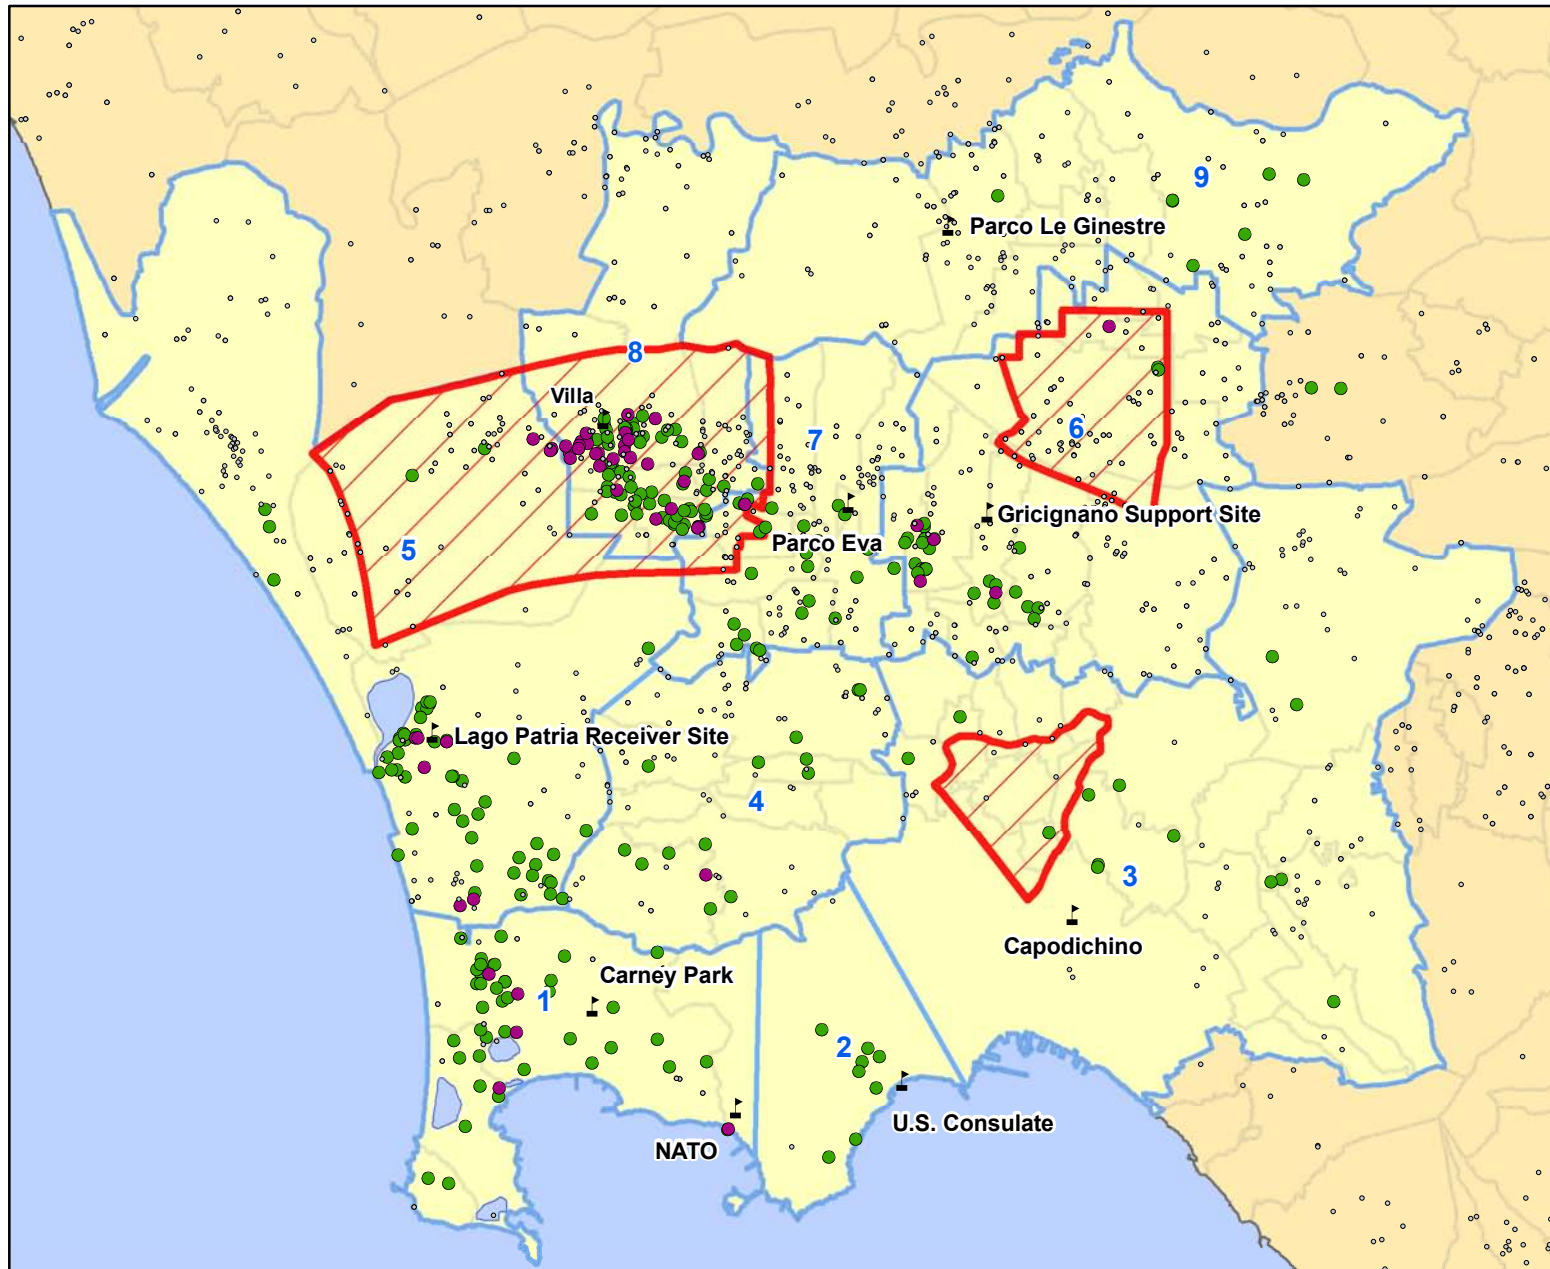 9
Parco Le Ginestre
8
Villa
6
7
Gricignano Support Site
Parco Eva
5
Lago Patria Receiver Site
4
3
Capodichino
Carney Park
1
2
U.S. Consulate
NATO